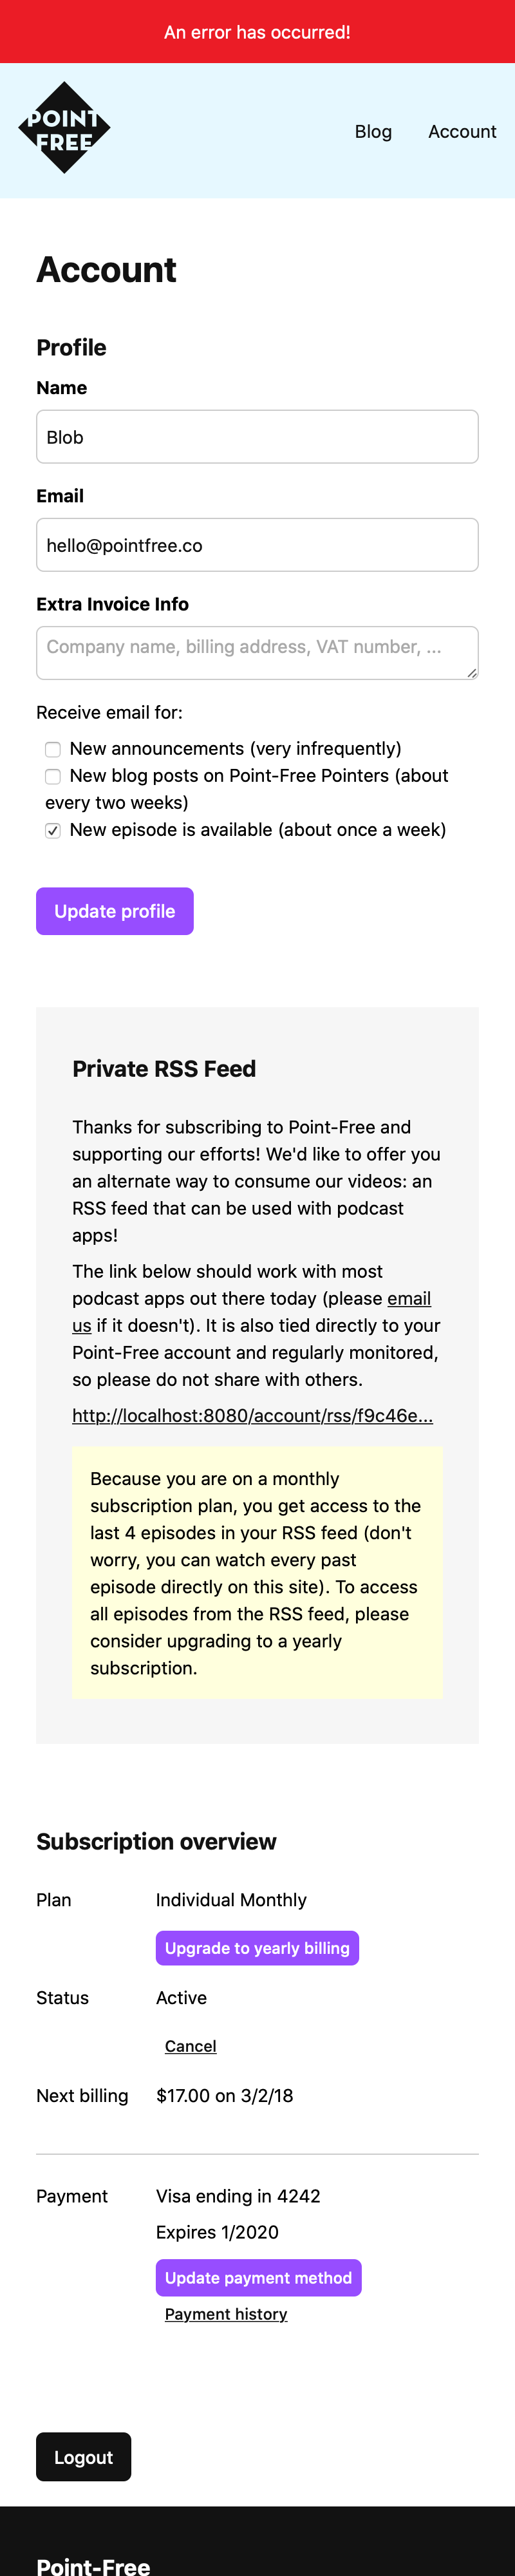 An error has occurred!
POINT
FREE
Blog
Account
Account
Profile
Name
Blob
Email
hello@pointfree.co
Extra Invoice Info
Company name, billing address, VAT number, ...
Receive email for:
New announcements (very infrequently)
New blog posts on Point-Free Pointers (about
every two weeks)
New episode is available (about once a week)
Update profile
Private RSS Feed
Thanks for subscribing to Point-Free and
supporting our efforts! We'd like to offer you
an alternate way to consume our videos: an
RSS feed that can be used with podcast
apps!
The link below should work with most
podcast apps out there today (please email
us if it doesn't). It is also tied directly to your
Point-Free account and regularly monitored,
so please do not share with others.
http://localhost:8080/account/rss/f9c46e...
Because you are on a monthly
subscription plan, you get access to the
last 4 episodes in your RSS feed (don't
worry, you can watch every past
episode directly on this site). To access
all episodes from the RSS feed, please
consider upgrading to a yearly
subscription.
Subscription overview
Plan
Individual Monthly
Upgrade to yearly billing
Status
Active
Cancel
Next billing
$17.00 on 3/2/18
Payment
Visa ending in 4242
Expires 1/2020
Update payment method
Payment history
Logout
Point-Free